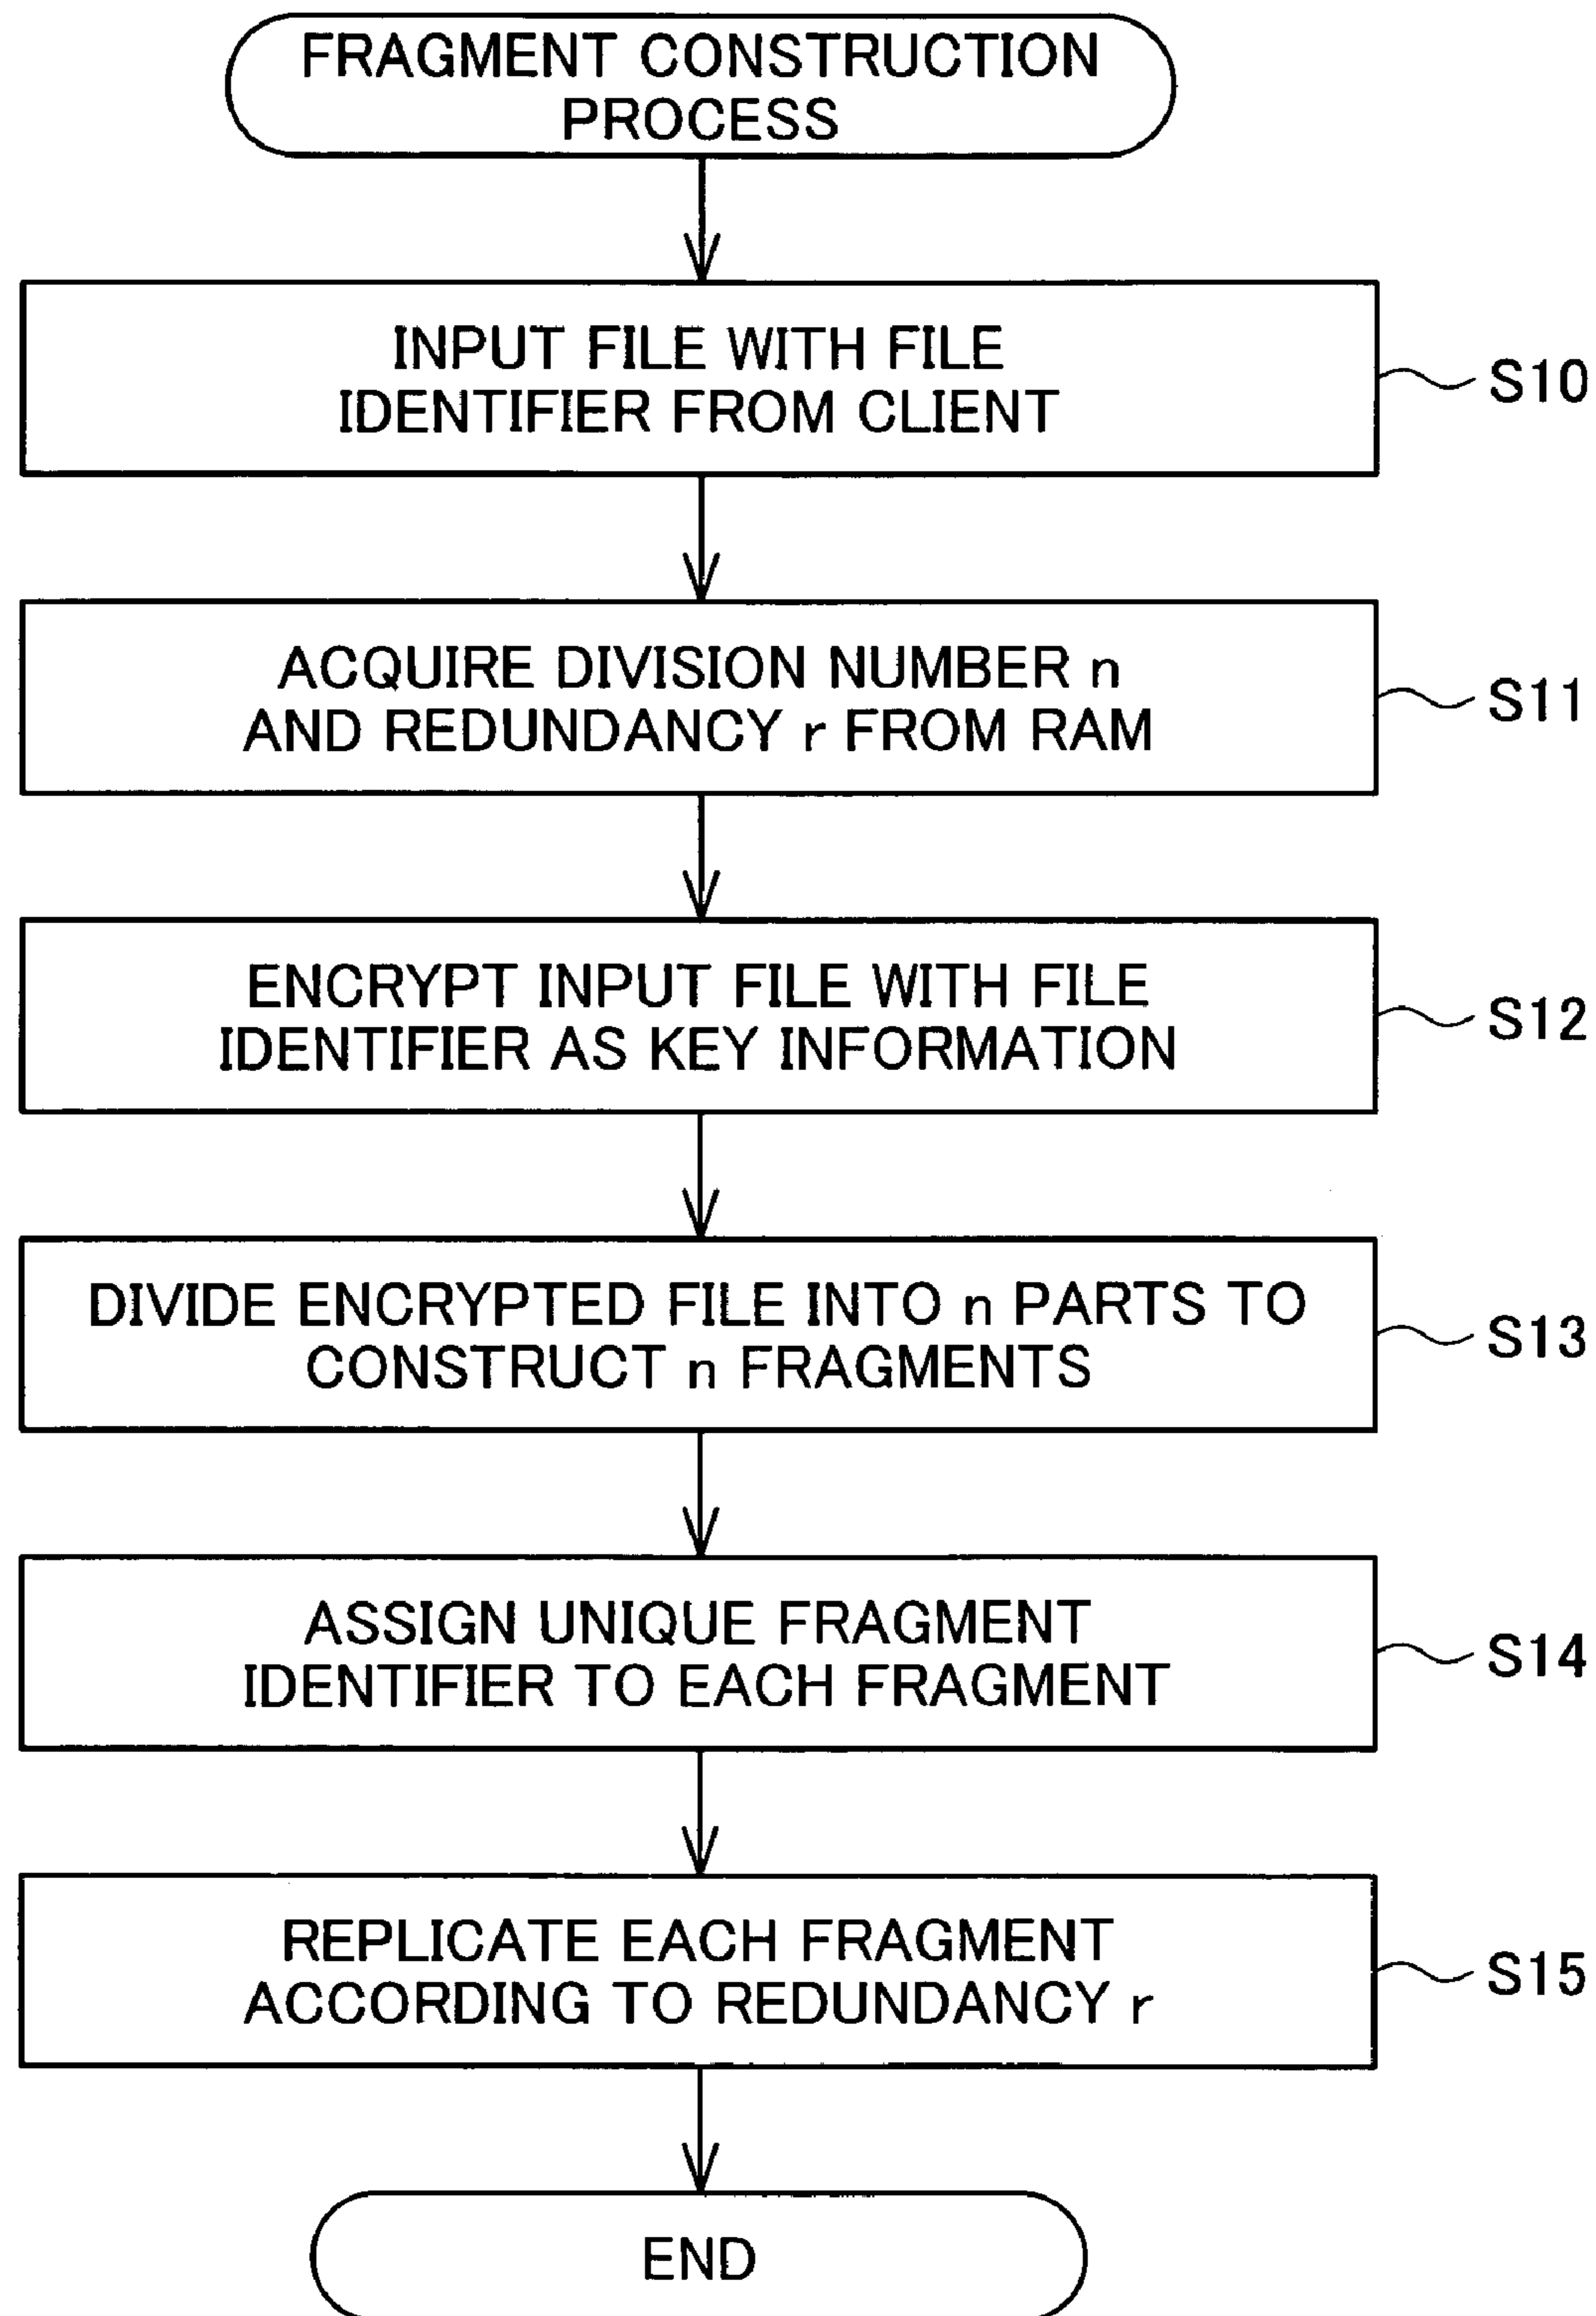 FRAGMENT CONSTRUCTION
PROCESS
INPUT FILE WITH FILE
IDENTIFIER FROM CLIENT
S10
ACQUIRE DIVISION NUMBER n
AND REDUNDANCY r FROM RAM
S11
ENCRYPT INPUT FILE WITH FILE
IDENTIFIER AS KEY INFORMATION
S12
DIVIDE ENCRYPTED FILE INTO n PARTS TO
CONSTRUCT n FRAGMENTS
S13
ASSIGN UNIQUE FRAGMENT
IDENTIFIER TO EACH FRAGMENT
S14
REPLICATE EACH FRAGMENT
ACCORDING TO REDUNDANCY r
S15
END